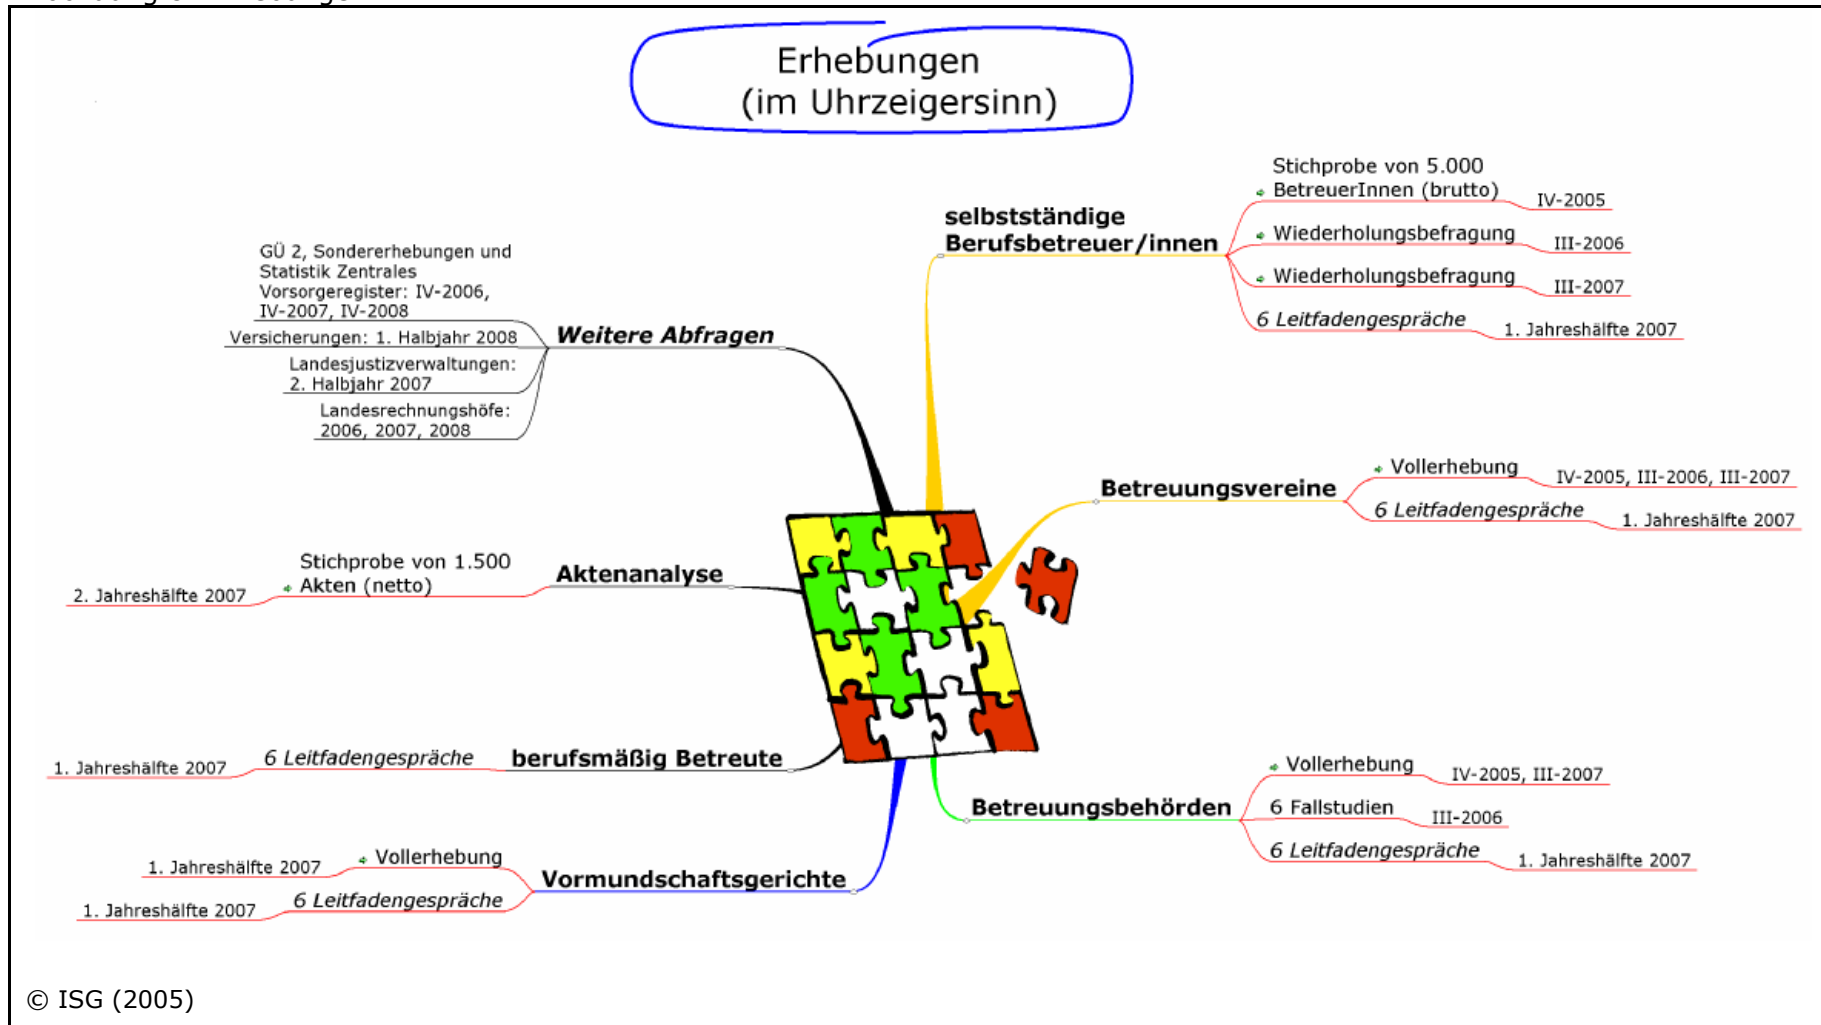 Erhebungen
(im Uhrzeigersinn)
selbstständige
Berufsbetreuer/innen
Stichprobe von 5.000
BetreuerInnen (brutto)
IV-2005
Wiederholungsbefragung
III-2006
Wiederholungsbefragung
III-2007
6 Leitfadengespräche
1. Jahreshälfte 2007
Betreuungsvereine
Vollerhebung
IV-2005, III-2006, III-2007
6 Leitfadengespräche
1. Jahreshälfte 2007
Betreuungsbehörden
Vollerhebung
IV-2005, III-2007
6 Fallstudien
III-2006
6 Leitfadengespräche
1. Jahreshälfte 2007
Vormundschaftsgerichte
Vollerhebung
1. Jahreshälfte 2007
6 Leitfadengespräche
1. Jahreshälfte 2007
berufsmäßig Betreute
6 Leitfadengespräche
1. Jahreshälfte 2007
Aktenanalyse
Stichprobe von 1.500
Akten (netto)
2. Jahreshälfte 2007
Weitere Abfragen
GÜ 2, Sondererhebungen und
Statistik Zentrales
Vorsorgeregister: IV-2006,
IV-2007, IV-2008
Versicherungen: 1. Halbjahr 2008
Landesjustizverwaltungen:
2. Halbjahr 2007
Landesrechnungshöfe:
2006, 2007, 2008
© ISG (2005)